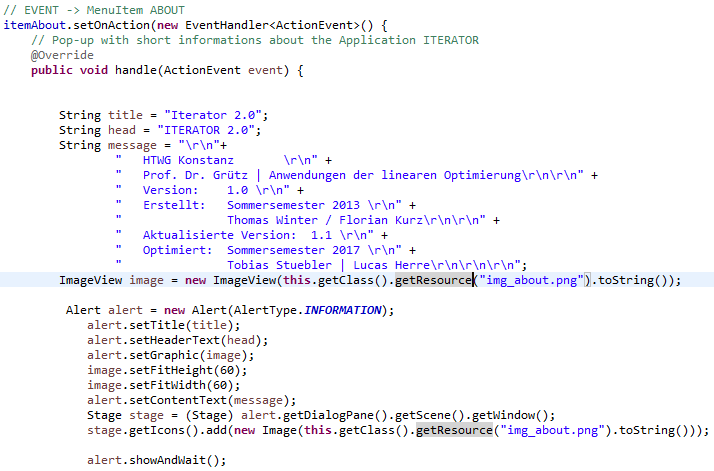 // EVENT -> MenuItem ABOUT
itemAbout.setOnAction(new EventHandler<ActionEvent>() {
    // Pop-up with short informations about the Application ITERATOR
    @Override
    public void handle(ActionEvent event) {
        String title = "Iterator 2.0";
        String head = "ITERATOR 2.0";
        String message = "\r\n"+
                "   HTWG Konstanz       \r\n" +
                "   Prof. Dr. Grütz | Anwendungen der linearen Optimierung\r\n\r\n" +
                "   Version:    1.0 \r\n" +
                "   Erstellt:   Sommersemester 2013 \r\n" +
                "               Thomas Winter / Florian Kurz\r\n\r\n" +
                "   Aktualisierte Version:  1.1 \r\n" +
                "   Optimiert:  Sommersemester 2017 \r\n" +
                "               Tobias Stuebler | Lucas Herre\r\n\r\n\r\n";
        ImageView image = new ImageView(this.getClass().getResource("img_about.png").toString());
         Alert alert = new Alert(AlertType.INFORMATION);
            alert.setTitle(title);
            alert.setHeaderText(head);
            alert.setGraphic(image);
            image.setFitHeight(60);
            image.setFitWidth(60);
            alert.setContentText(message);
            Stage stage = (Stage) alert.getDialogPane().getScene().getWindow();
            stage.getIcons().add(new Image(this.getClass().getResource("img_about.png").toString()));
            alert.showAndWait();